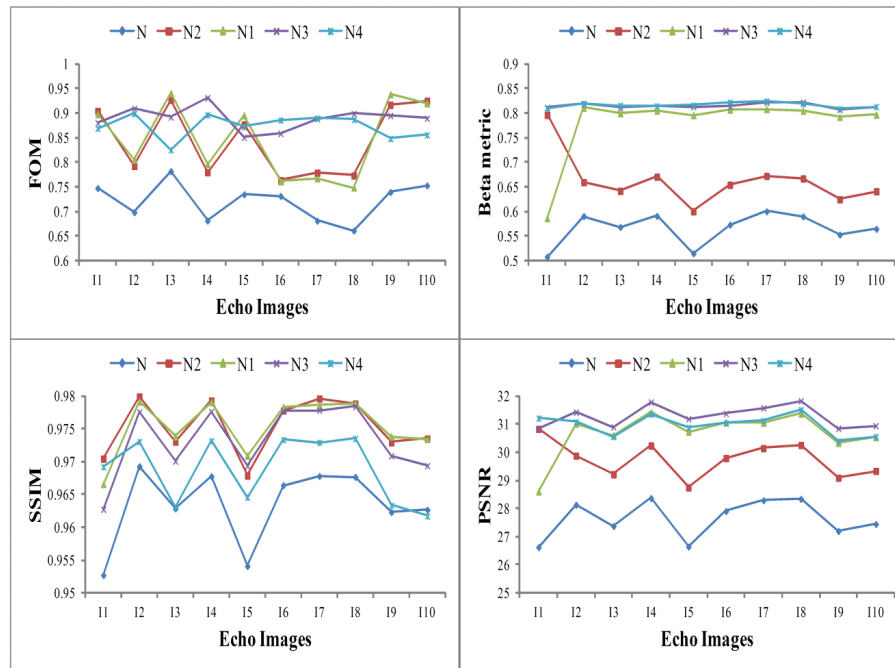 N N2 N1 N3 N4
1
0.95
0.9
0.85
0.8
0.75
0.7
0.65
0.6
FOM
I1 I2 I3 I4 I5 I6 I7 I8 I9 I10
Echo Images
N N2 N1 N3 N4
0.9
0.85
0.8
0.75
0.7
0.65
0.6
0.55
0.5
Beta metric
I1 I2 I3 I4 I5 I6 I7 I8 I9 I10
Echo Images
N N2 N1 N3 N4
0.98
0.975
0.97
0.965
0.96
0.955
0.95
SSIM
I1 I2 I3 I4 I5 I6 I7 I8 I9 I10
Echo Images
N N2 N1 N3 N4
32
31
30
29
28
27
26
25
PSNR
I1 I2 I3 I4 I5 I6 I7 I8 I9 I10
Echo Images